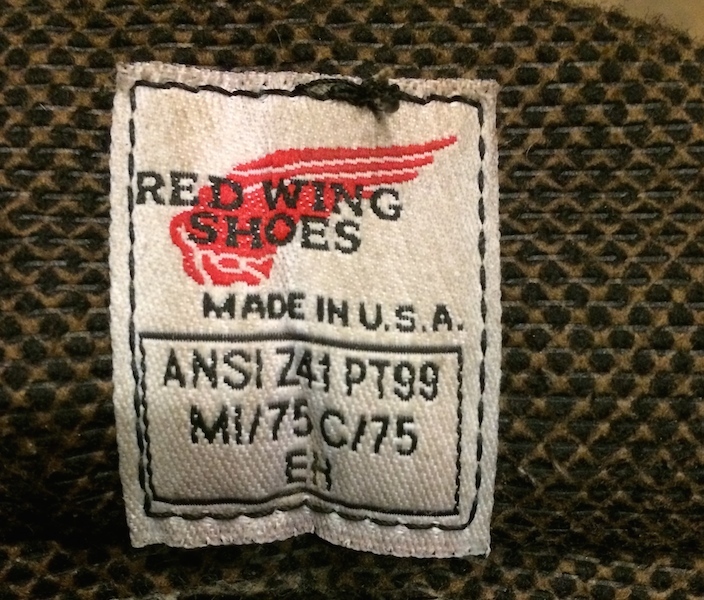 RED WING
SHOES
MADE IN U.S.A.
ANSI Z41 PT99
MI/75 C/75
EH